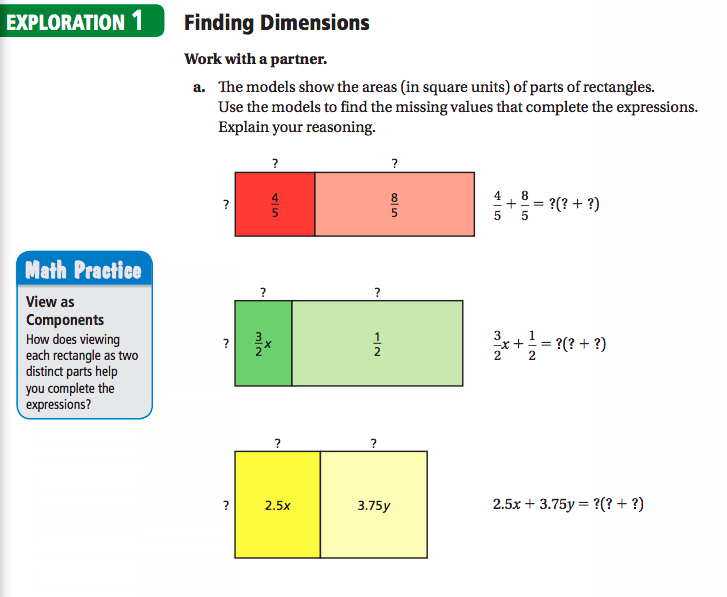 EXPLORATION 1 Finding Dimensions
Work with a partner.
a. The models show the areas (in square units) of parts of rectangles.
Use the models to find the missing values that complete the expressions.
Explain your reasoning.
? ?
? 4/5 8/5 4/5 + 8/5 = ?(? + ?)
Math Practice
View as
Components
How does viewing
each rectangle as two
distinct parts help
you complete the
expressions?
? ?
? 3/2 x 1/2 3/2 x + 1/2 = ?(? + ?)
? ?
? 2.5x 3.75y 2.5x + 3.75y = ?(? + ?)